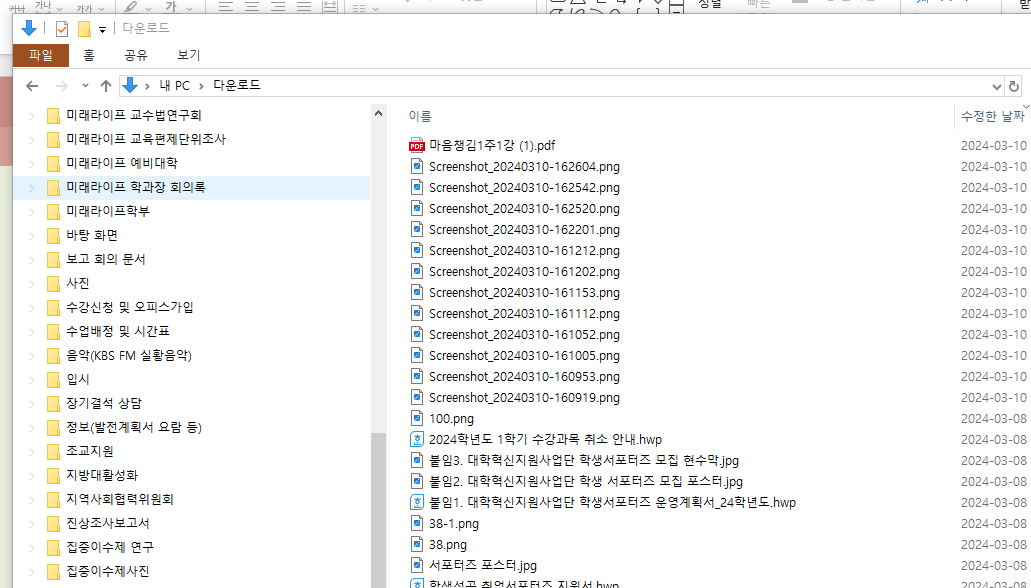 다운로드
파일 홈 공유 보기
내 PC 다운로드
이름 수정한 날짜
미래라이프 교수법연구회
미래라이프 교육편제단위조사
미래라이프 예비대학
미래라이프 학과장 회의록
미래라이프학부
바탕 화면
보고 회의 문서
사진
수강신청 및 오피스가입
수업배정 및 시간표
음악(KBS FM 실황음악)
입시
장기결석 상담
정보(발전계획서 요람 등)
조교지원
지방대활성화
지역사회협력위원회
진상조사보고서
집중이수제 연구
집중이수제사진
PDF 마음챙김1주1강 (1).pdf 2024-03-10
Screenshot_20240310-162604.png 2024-03-10
Screenshot_20240310-162542.png 2024-03-10
Screenshot_20240310-162520.png 2024-03-10
Screenshot_20240310-162201.png 2024-03-10
Screenshot_20240310-161212.png 2024-03-10
Screenshot_20240310-161202.png 2024-03-10
Screenshot_20240310-161153.png 2024-03-10
Screenshot_20240310-161112.png 2024-03-10
Screenshot_20240310-161052.png 2024-03-10
Screenshot_20240310-161005.png 2024-03-10
Screenshot_20240310-160953.png 2024-03-10
Screenshot_20240310-160919.png 2024-03-10
100.png 2024-03-08
2024학년도 1학기 수강과목 취소 안내.hwp 2024-03-08
붙임3. 대학혁신지원사업단 학생서포터즈 모집 현수막.jpg 2024-03-08
붙임2. 대학혁신지원사업단 학생 서포터즈 모집 포스터.jpg 2024-03-08
붙임1. 대학혁신지원사업단 학생서포터즈 운영계획서_24학년도.hwp 2024-03-08
38-1.png 2024-03-08
38.png 2024-03-08
서포터즈 포스터.jpg 2024-03-08
학생성공 취업서포터즈 지원서.hwp 2024-03-08